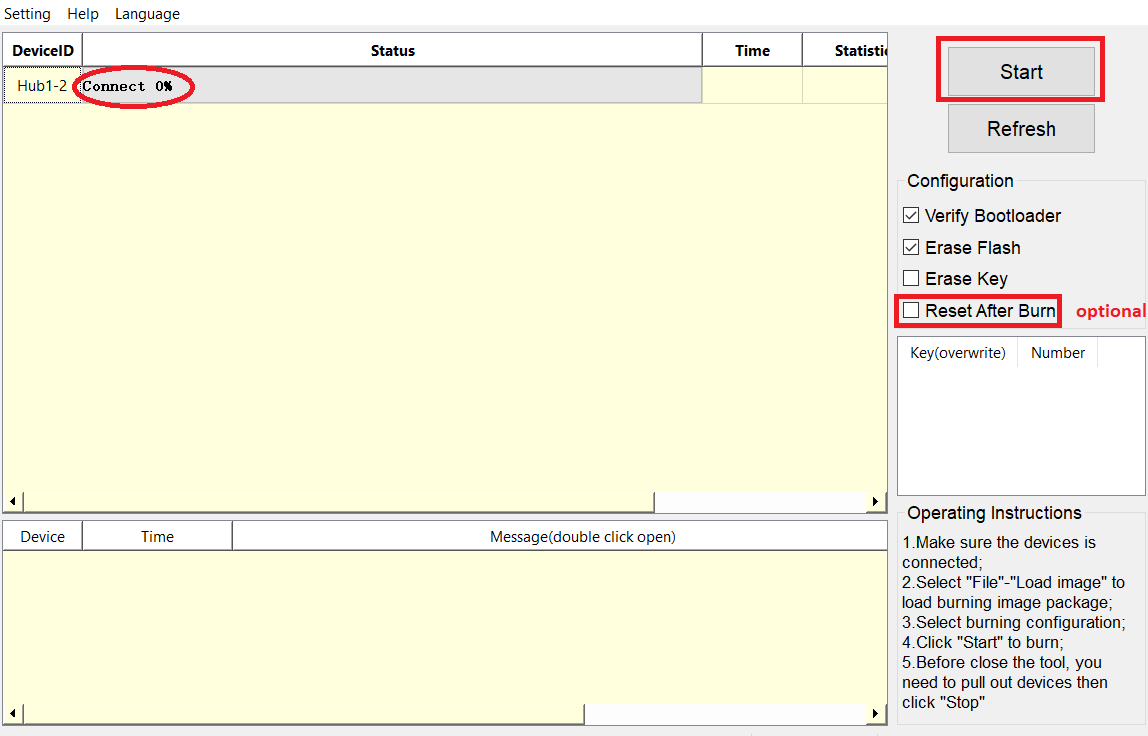 Setting Help Language
DeviceID Status Time Statistic
Hub1-2 Connect 0%
Start
Refresh
Configuration
Verify Bootloader
Erase Flash
Erase Key
Reset After Burn optional
Key(overwrite) Number
Device Time Message(double click open)
Operating Instructions
1.Make sure the devices is
connected;
2.Select "File"-"Load image" to
load burning image package;
3.Select burning configuration;
4.Click "Start" to burn;
5.Before close the tool, you
need to pull out devices then
click "Stop"